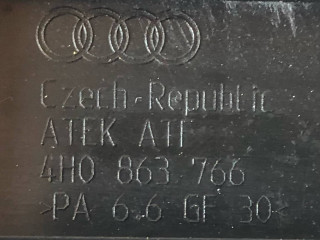 Czech-Republic
ATEK ATF
4H0 863 766
>PA 6.6 GF 30<